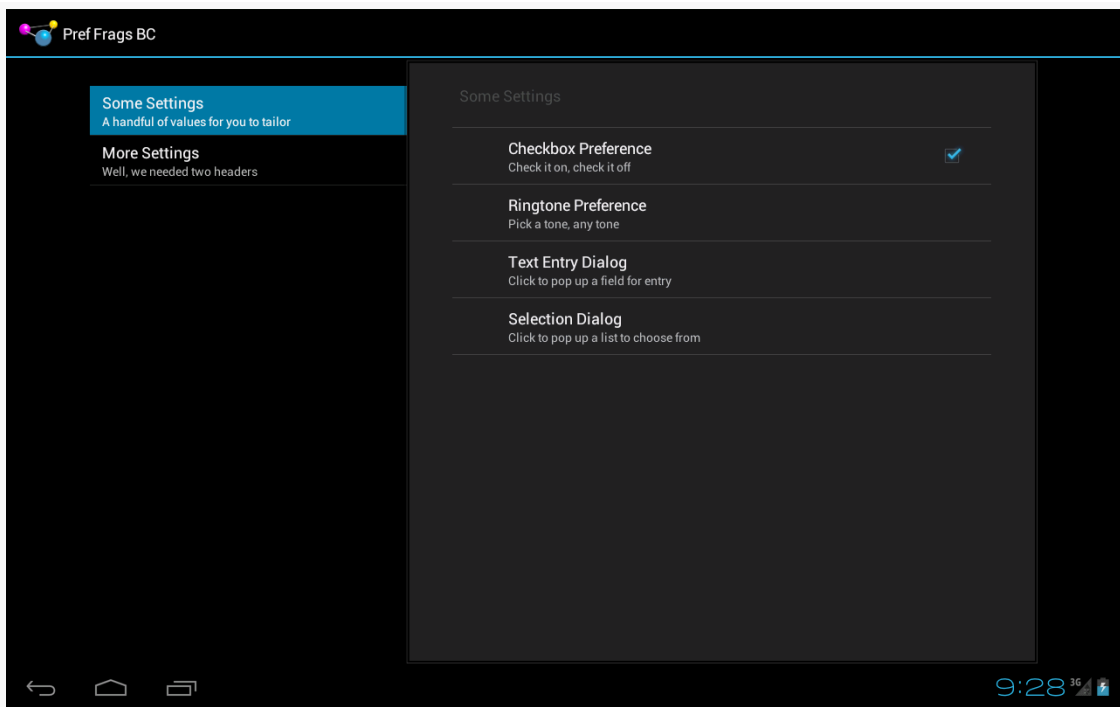 Pref Frags BC
Some Settings
A handful of values for you to tailor
More Settings
Well, we needed two headers
Some Settings
Checkbox Preference
Check it on, check it off
Ringtone Preference
Pick a tone, any tone
Text Entry Dialog
Click to pop up a field for entry
Selection Dialog
Click to pop up a list to choose from
9:28 3G